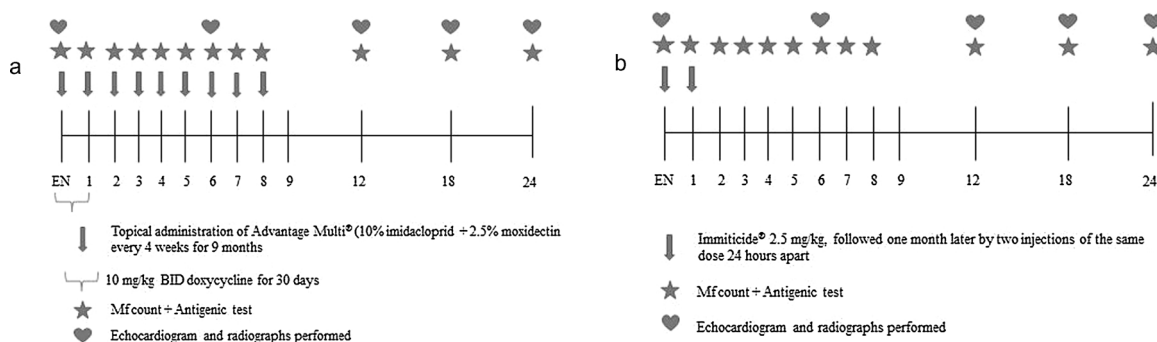 a
EN 1 2 3 4 5 6 7 8 9 12 18 24
Topical administration of Advantage Multi® (10% imidacloprid + 2.5% moxidectin
every 4 weeks for 9 months
10 mg/kg BID doxycycline for 30 days
Mf count + Antigenic test
Echocardiogram and radiographs performed
b
EN 1 2 3 4 5 6 7 8 9 12 18 24
Immiticide® 2.5 mg/kg, followed one month later by two injections of the same
dose 24 hours apart
Mf count + Antigenic test
Echocardiogram and radiographs performed